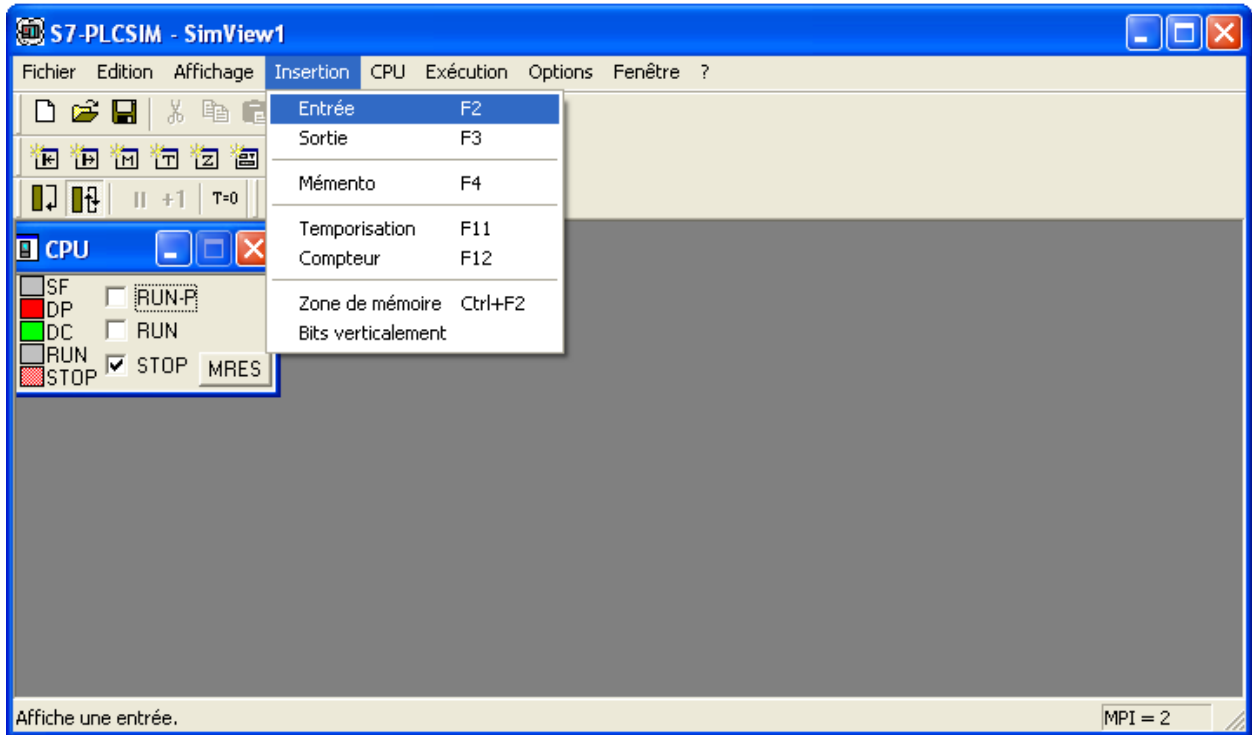 S7-PLCSIM - SimView1
Fichier Edition Affichage Insertion CPU Exécution Options Fenêtre ?
Entrée F2
Sortie F3
Mémento F4
Temporisation F11
Compteur F12
Zone de mémoire Ctrl+F2
Bits verticalement
M T Z
+1 T=0
CPU
SF
DP
DC
RUN
STOP
RUN-P
RUN
STOP
MRES
Affiche une entrée.
MPI = 2